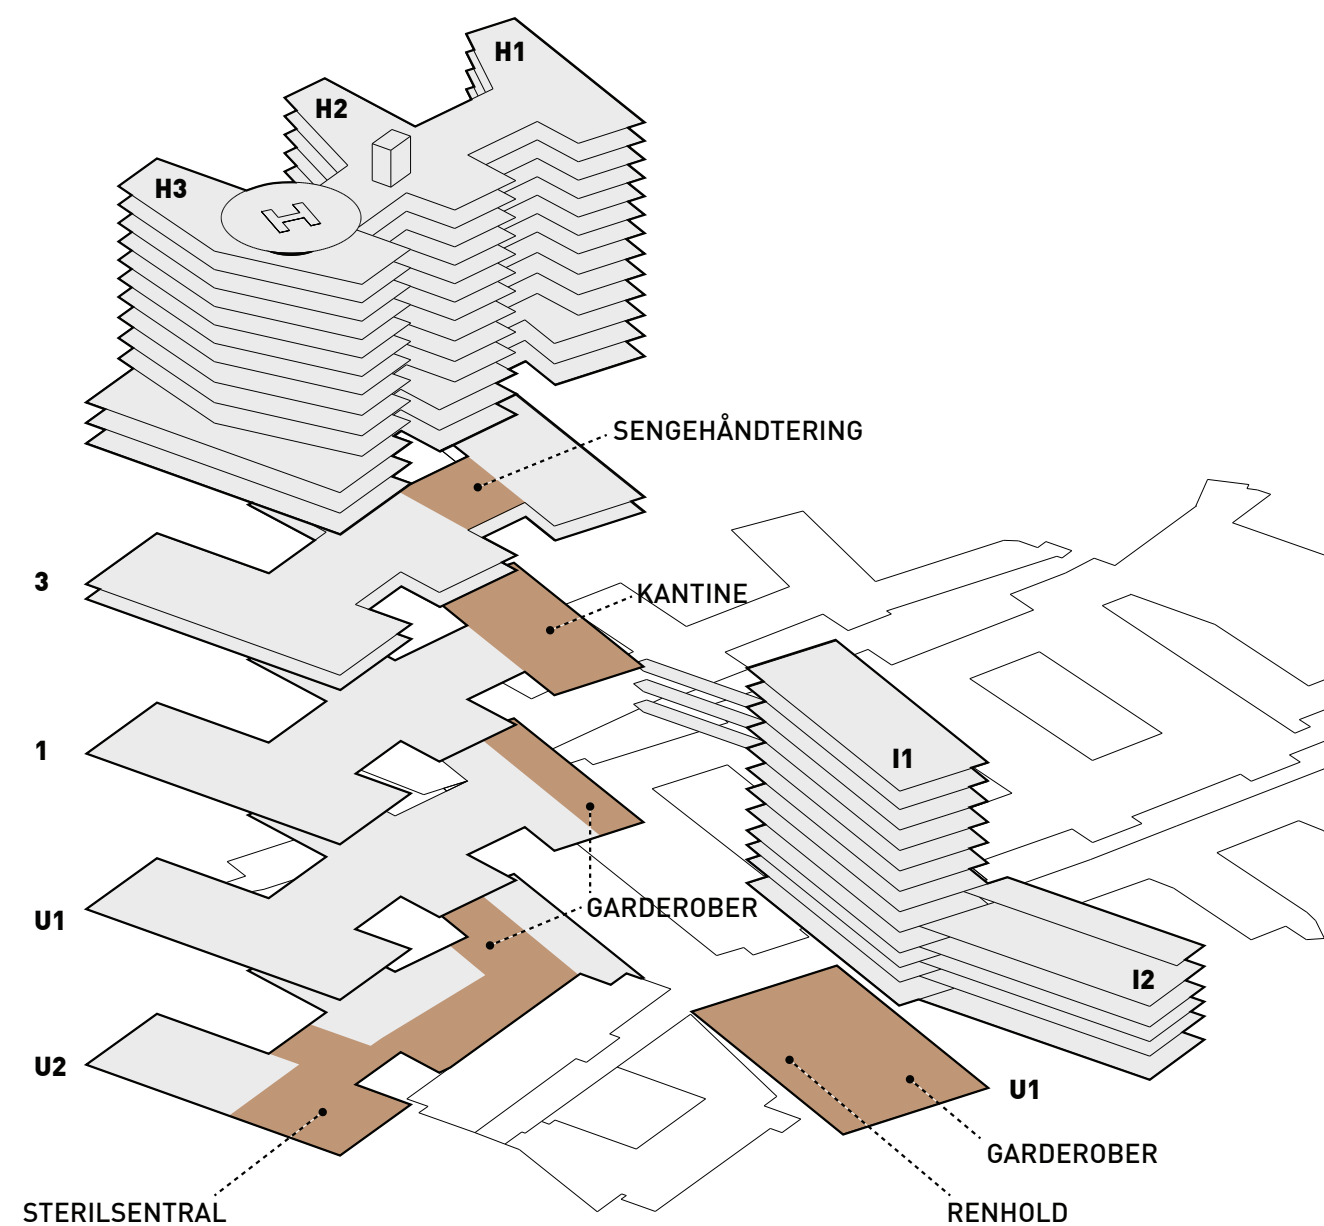 H1
H2
H3
H
SENGEHÅNDTERING
3
KANTINE
1
I1
U1
GARDEROBER
I2
U2
U1
GARDEROBER
STERILSENTRAL
RENHOLD